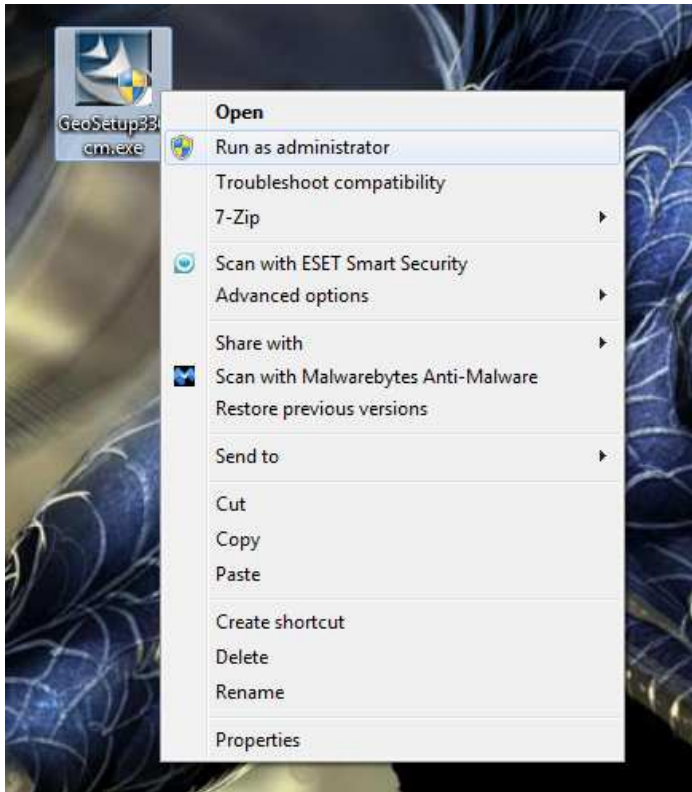 GeoSetup33
cm.exe
Open
Run as administrator
Troubleshoot compatibility
7-Zip
Scan with ESET Smart Security
Advanced options
Share with
Scan with Malwarebytes Anti-Malware
Restore previous versions
Send to
Cut
Copy
Paste
Create shortcut
Delete
Rename
Properties